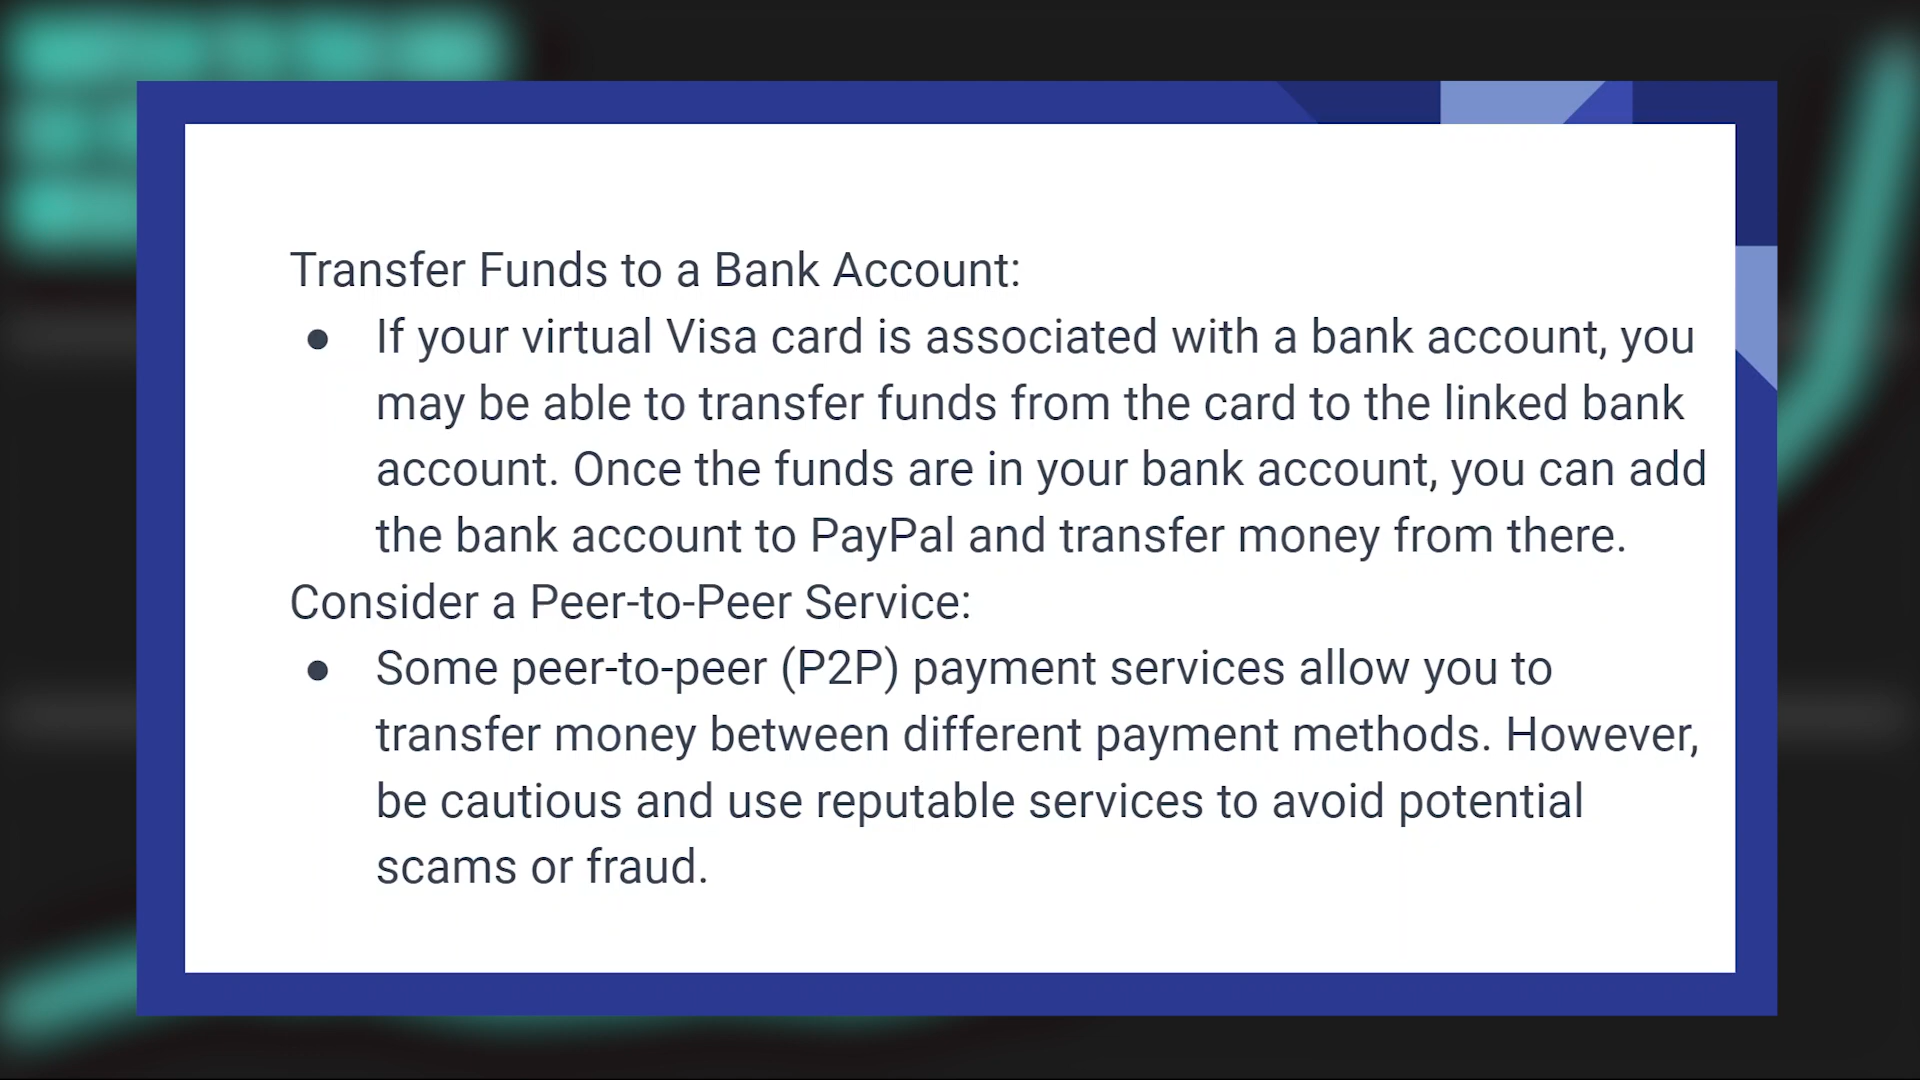 Transfer Funds to a Bank Account:
● If your virtual Visa card is associated with a bank account, you
may be able to transfer funds from the card to the linked bank
account. Once the funds are in your bank account, you can add
the bank account to PayPal and transfer money from there.
Consider a Peer-to-Peer Service:
● Some peer-to-peer (P2P) payment services allow you to
transfer money between different payment methods. However,
be cautious and use reputable services to avoid potential
scams or fraud.